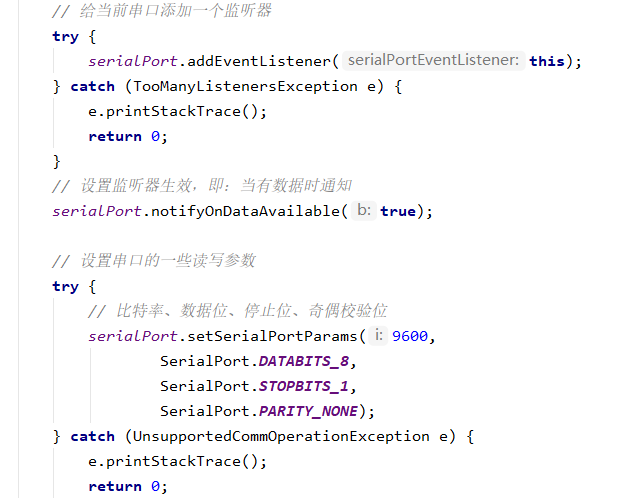 // 给当前串口添加一个监听器
try {
serialPort.addEventListener( serialPortEventListener: this);
} catch (TooManyListenersException e) {
e.printStackTrace();
return 0;
}
// 设置监听器生效，即：当有数据时通知
serialPort.notifyOnDataAvailable( b: true);
// 设置串口的一些读写参数
try {
// 比特率、数据位、停止位、奇偶校验位
serialPort.setSerialPortParams( i: 9600,
SerialPort.DATABITS_8,
SerialPort.STOPBITS_1,
SerialPort.PARITY_NONE);
} catch (UnsupportedCommOperationException e) {
e.printStackTrace();
return 0;